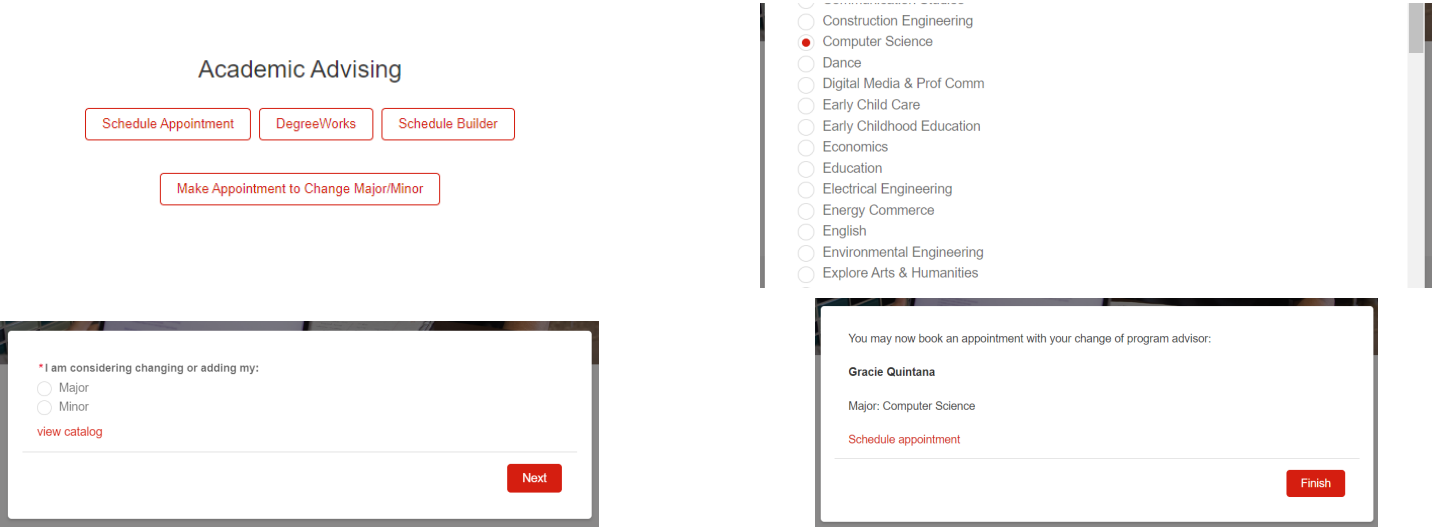 Academic Advising
Schedule Appointment
DegreeWorks
Schedule Builder
Make Appointment to Change Major/Minor
Communication Studies
Construction Engineering
Computer Science
Dance
Digital Media & Prof Comm
Early Child Care
Early Childhood Education
Economics
Education
Electrical Engineering
Energy Commerce
English
Environmental Engineering
Explore Arts & Humanities
* I am considering changing or adding my:
Major
Minor
view catalog
Next
You may now book an appointment with your change of program advisor:
Gracie Quintana
Major: Computer Science
Schedule appointment
Finish